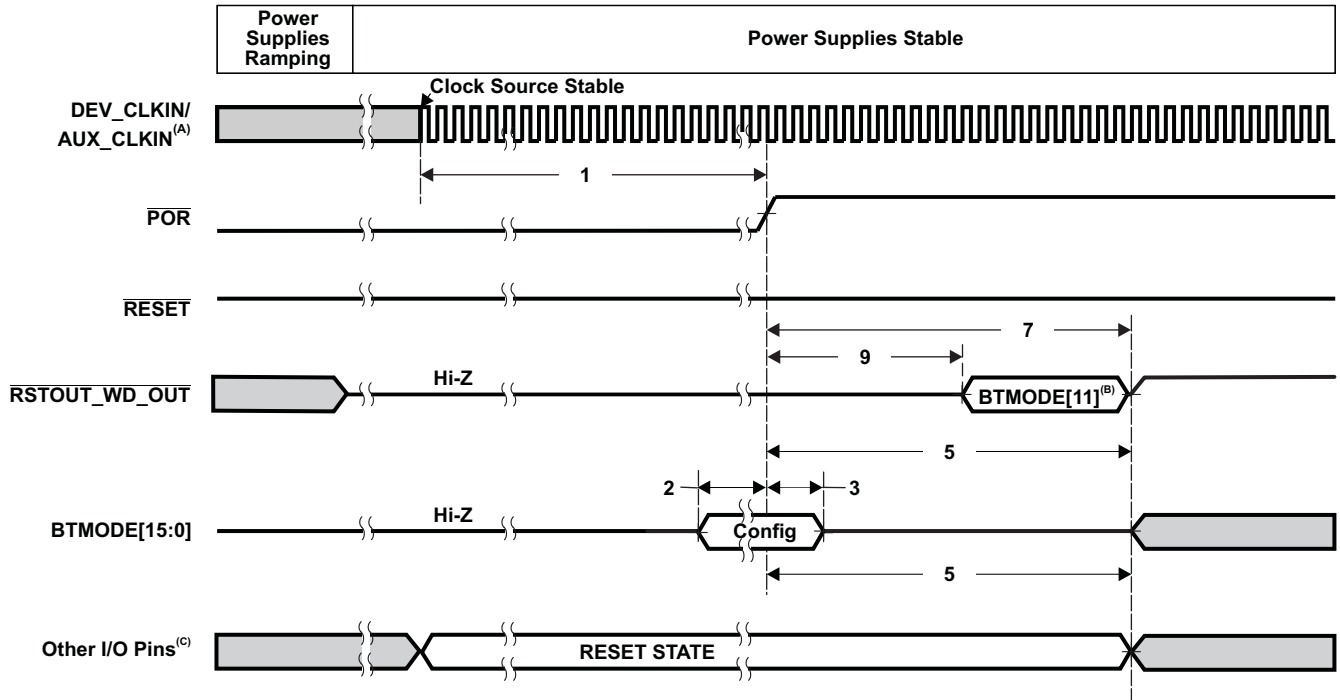 Power
Supplies
Ramping
Power Supplies Stable
Clock Source Stable
DEV_CLKIN/
AUX_CLKIN(A)
1
POR
RESET
7
9
RSTOUT_WD_OUT
Hi-Z
BTMODE[11](B)
5
2
3
BTMODE[15:0]
Hi-Z
Config
5
Other I/O Pins(C)
RESET STATE